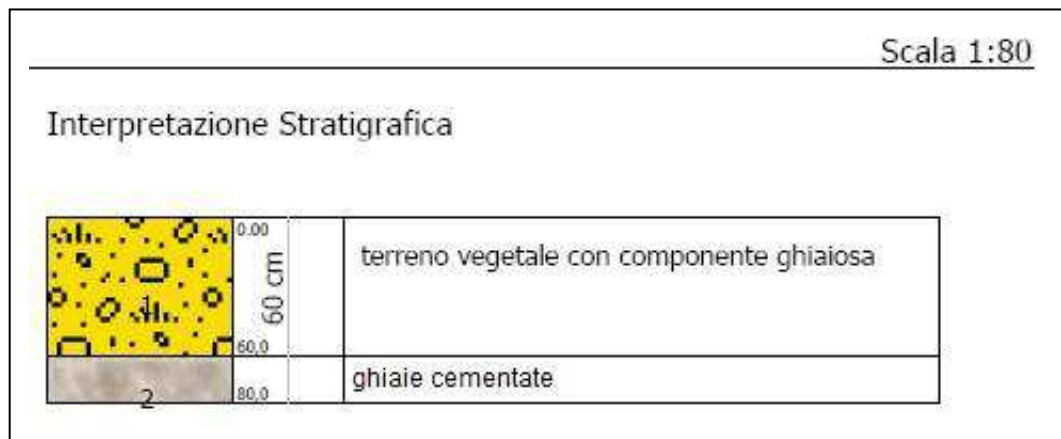 Scala 1:80
Interpretazione Stratigrafica
0.00
60 cm
terreno vegetale con componente ghiaiosa
1
60,0
ghiaie cementate
2
80,0